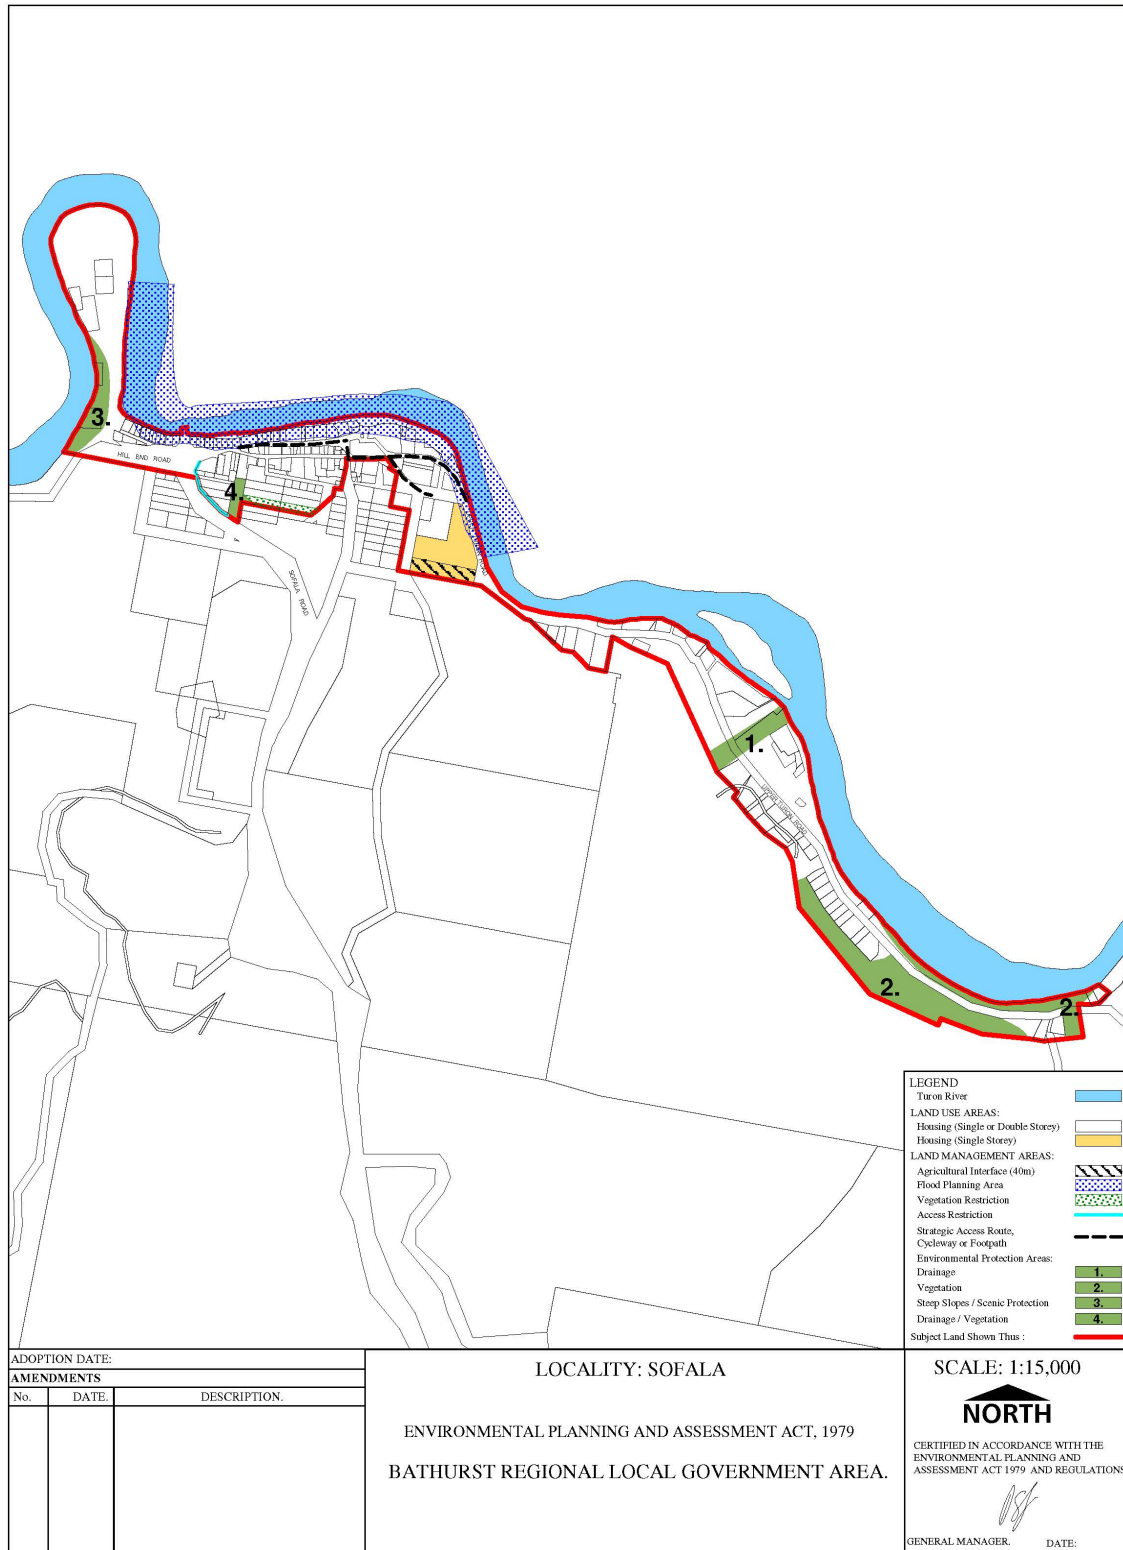 3.
HILL END ROAD
4.
SOFALA ROAD
ROAD
1.
UPPER TURON ROAD
2.
2.
LEGEND
Turon River
LAND USE AREAS:
Housing (Single or Double Storey)
Housing (Single Storey)
LAND MANAGEMENT AREAS:
Agricultural Interface (40m)
Flood Planning Area
Vegetation Restriction
Access Restriction
Strategic Access Route,
Cycleway or Footpath
Environmental Protection Areas:
Drainage 1.
Vegetation 2.
Steep Slopes / Scenic Protection 3.
Drainage / Vegetation 4.
Subject Land Shown Thus :
ADOPTION DATE:
AMENDMENTS
No. DATE. DESCRIPTION.
LOCALITY: SOFALA
ENVIRONMENTAL PLANNING AND ASSESSMENT ACT, 1979
BATHURST REGIONAL LOCAL GOVERNMENT AREA.
SCALE: 1:15,000
NORTH
CERTIFIED IN ACCORDANCE WITH THE
ENVIRONMENTAL PLANNING AND
ASSESSMENT ACT 1979 AND REGULATIONS
GENERAL MANAGER. DATE: